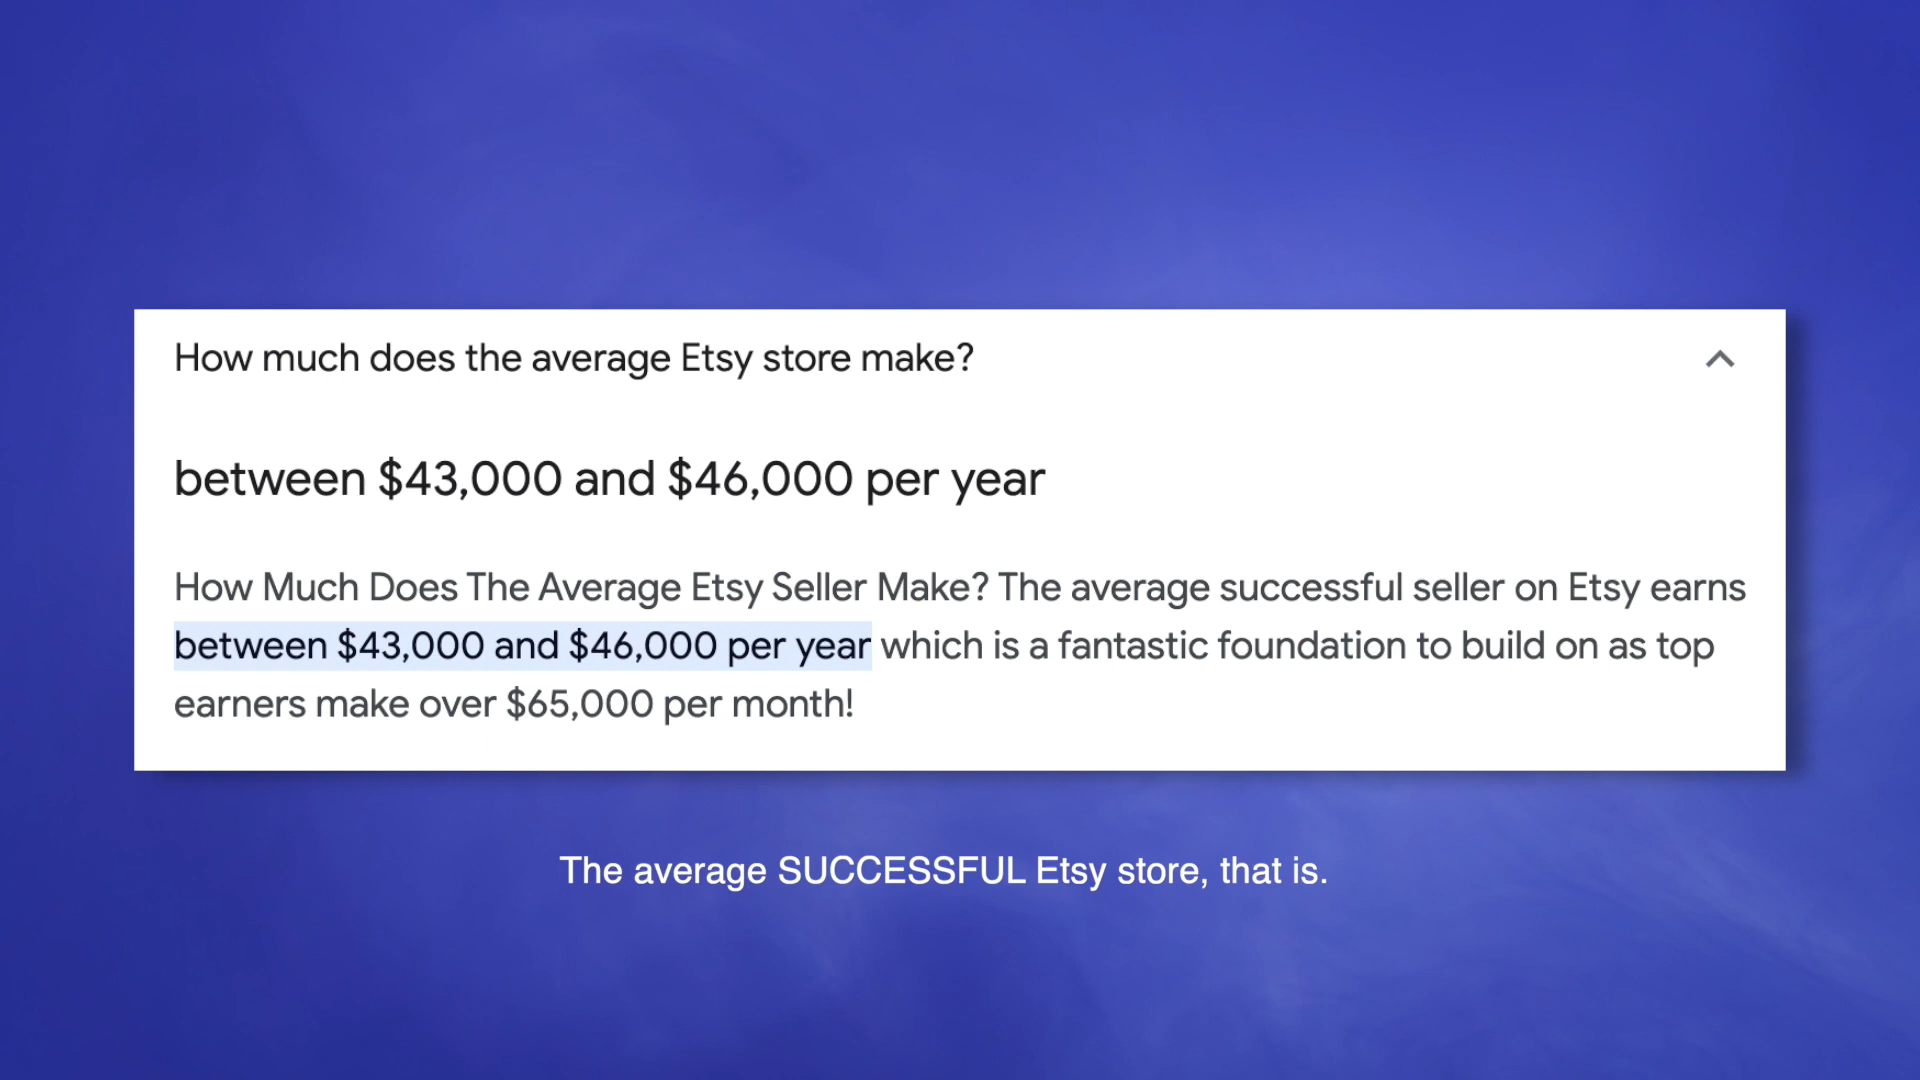 How much does the average Etsy store make?
between $43,000 and $46,000 per year
How Much Does The Average Etsy Seller Make? The average successful seller on Etsy earns
between $43,000 and $46,000 per year which is a fantastic foundation to build on as top
earners make over $65,000 per month!
The average SUCCESSFUL Etsy store, that is.